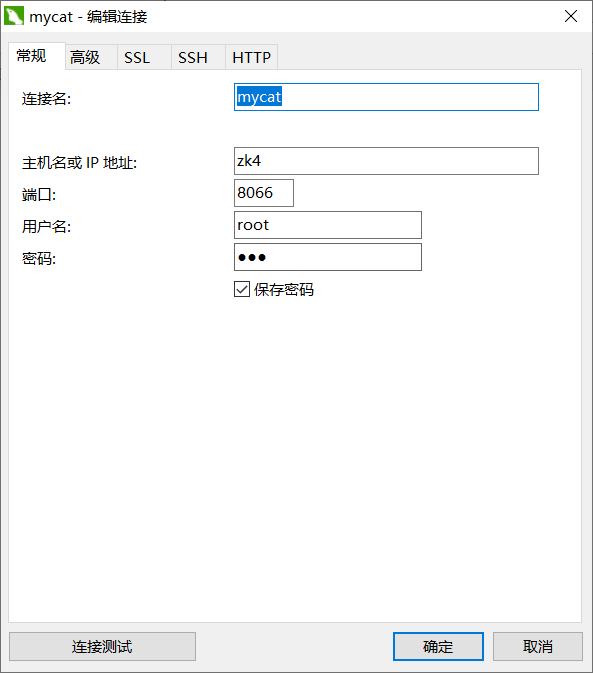 mycat - 编辑连接
常规 高级 SSL SSH HTTP
连接名: mycat
主机名或 IP 地址: zk4
端口: 8066
用户名: root
密码: ●●●
保存密码
连接测试 确定 取消